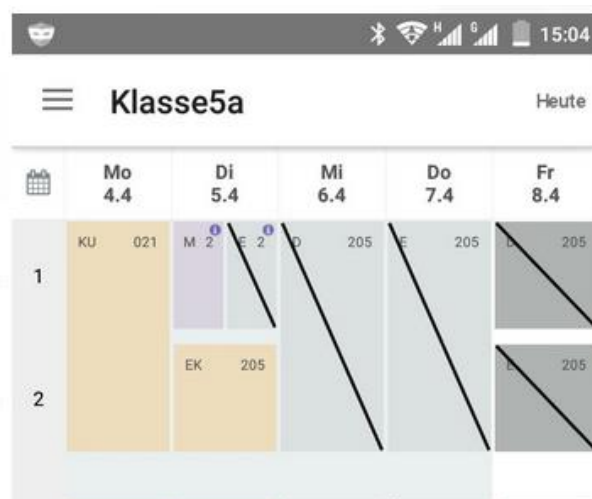 H G 15:04
Klasse5a Heute
Mo Di Mi Do Fr
4.4 5.4 6.4 7.4 8.4
1 KU 021 M 2 E 2 D 205 E 205 D 205
2 EK 205 E 205